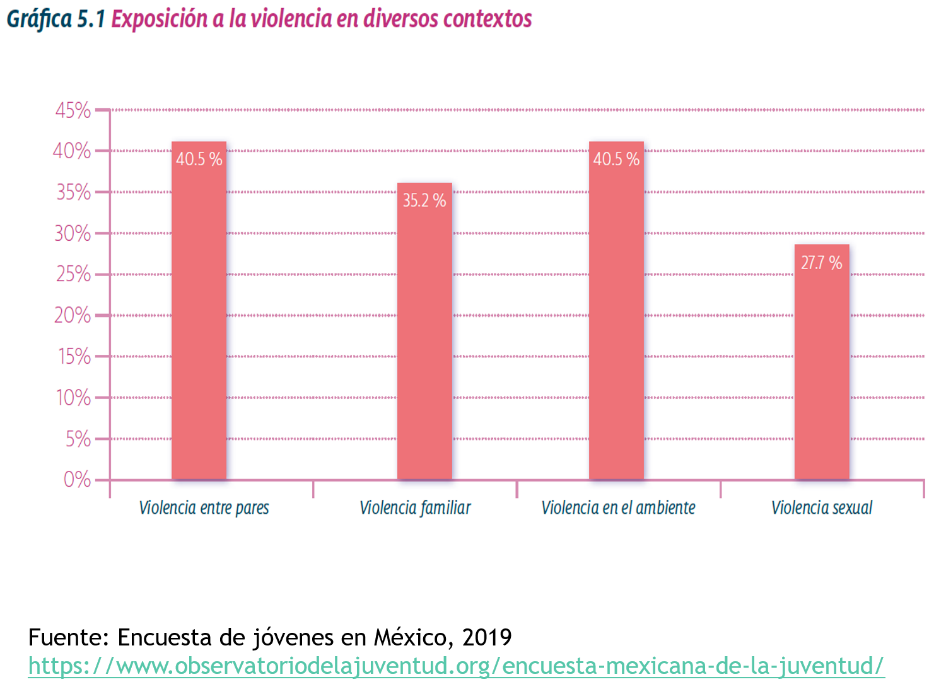 Gráfica 5.1 Exposición a la violencia en diversos contextos
45%
40%
35%
30%
25%
20%
15%
10%
5%
0%
40.5 %
35.2 %
40.5 %
27.7 %
Violencia entre pares
Violencia familiar
Violencia en el ambiente
Violencia sexual
Fuente: Encuesta de jóvenes en México, 2019
https://www.observatoriodelajuventud.org/encuesta-mexicana-de-la-juventud/